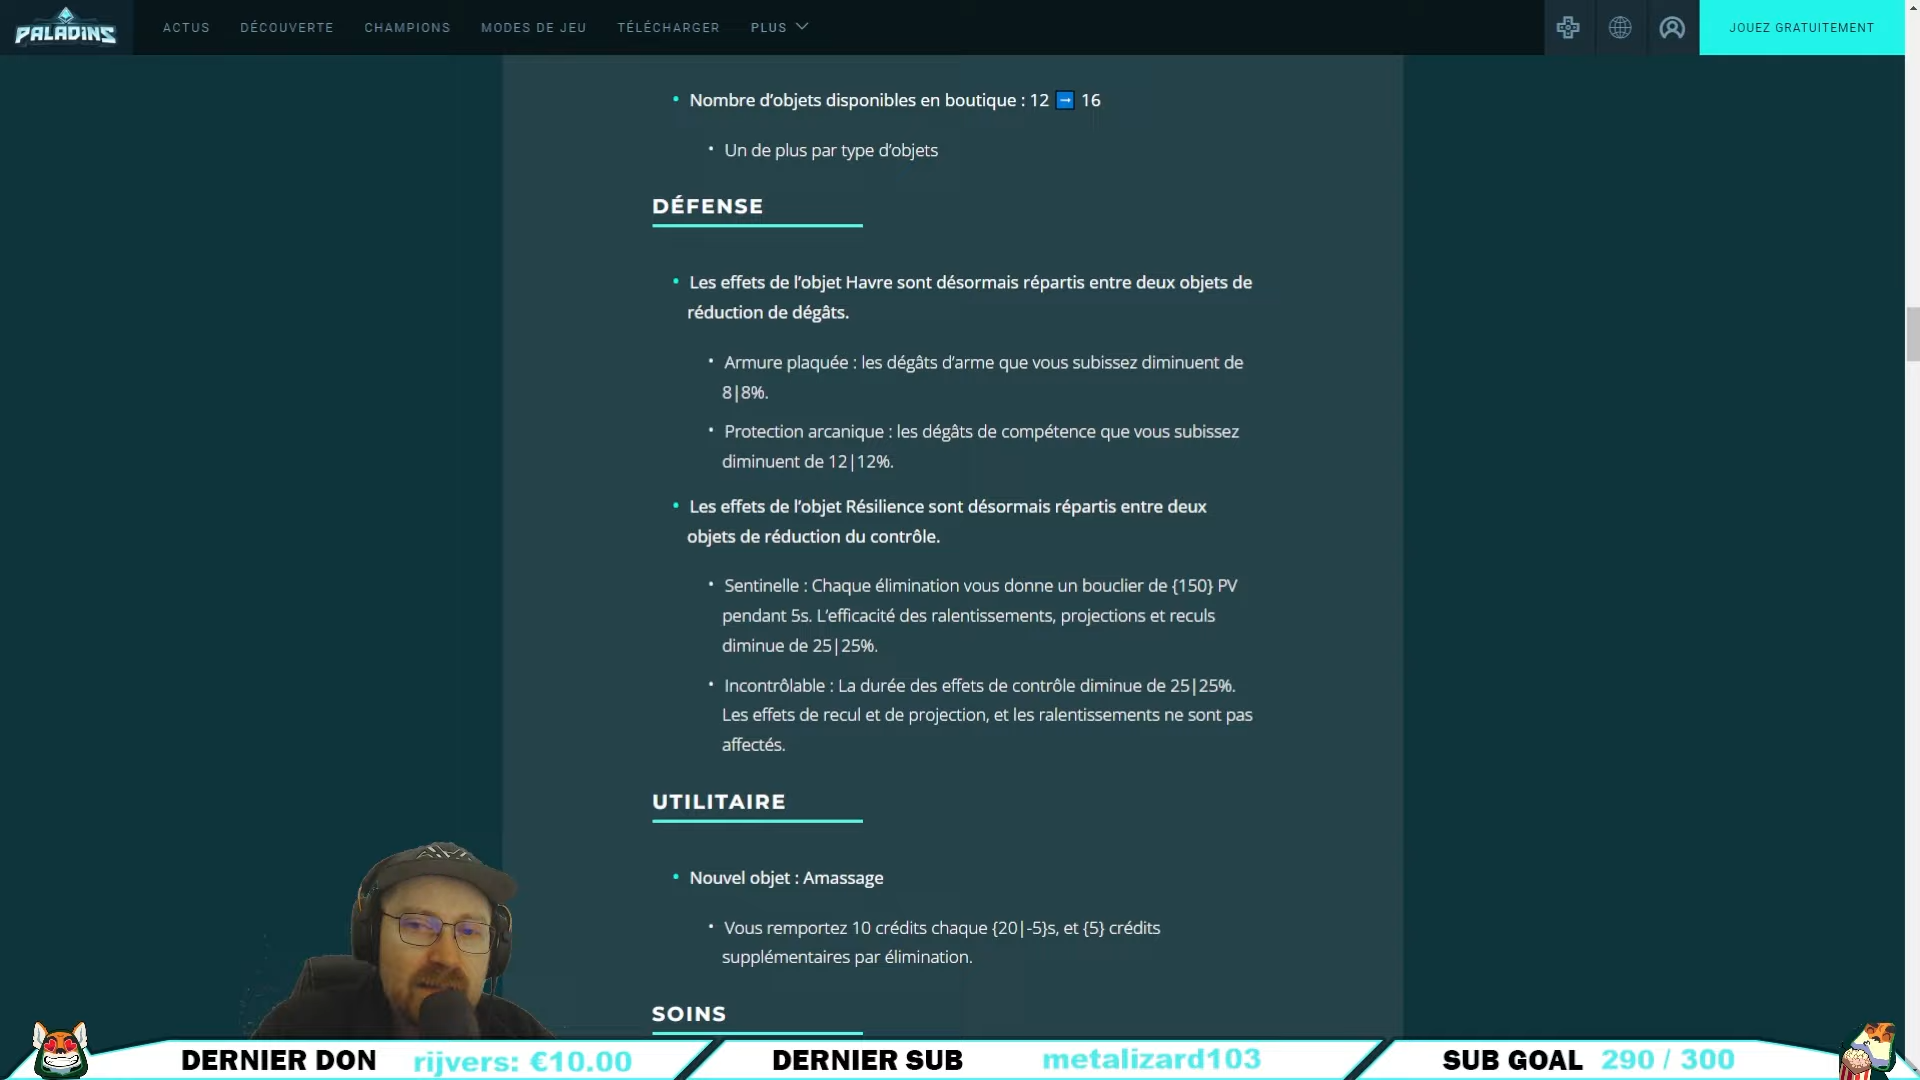 PALADINS
ACTUS DÉCOUVERTE CHAMPIONS MODES DE JEU TÉLÉCHARGER PLUS JOUEZ GRATUITEMENT
• Nombre d’objets disponibles en boutique : 12 ➡ 16
• Un de plus par type d’objets
DÉFENSE
• Les effets de l’objet Havre sont désormais répartis entre deux objets de
réduction de dégâts.
• Armure plaquée : les dégâts d’arme que vous subissez diminuent de
8|8%.
• Protection arcanique : les dégâts de compétence que vous subissez
diminuent de 12|12%.
• Les effets de l’objet Résilience sont désormais répartis entre deux
objets de réduction du contrôle.
• Sentinelle : Chaque élimination vous donne un bouclier de {150} PV
pendant 5s. L’efficacité des ralentissements, projections et reculs
diminue de 25|25%.
• Incontrôlable : La durée des effets de contrôle diminue de 25|25%.
Les effets de recul et de projection, et les ralentissements ne sont pas
affectés.
UTILITAIRE
• Nouvel objet : Amassage
• Vous remportez 10 crédits chaque {20|-5}s, et {5} crédits
supplémentaires par élimination.
SOINS
DERNIER DON rijvers: €10.00 DERNIER SUB metalizard103 SUB GOAL 290 / 300